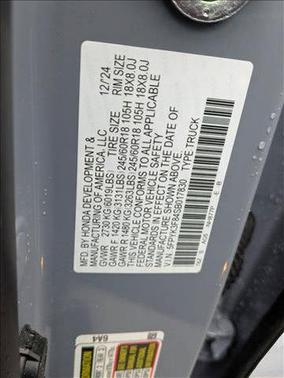 MFD BY HONDA DEVELOPMENT &
MANUFACTURING OF AMERICA, LLC 12/24
GVWR 2730KG(6019LBS) TIRE SIZE RIM SIZE
GAWR F 1420KG(3131LBS) 245/60R18 105H 18X8.0J
GAWR R 1480KG(3263LBS) 245/60R18 105H 18X8.0J
THIS VEHICLE CONFORMS TO ALL APPLICABLE
FEDERAL MOTOR VEHICLE SAFETY
STANDARDS IN EFFECT ON THE DATE OF
MANUFACTURE SHOWN ABOVE.
V.I.N. TYPE:TRUCK
6A4